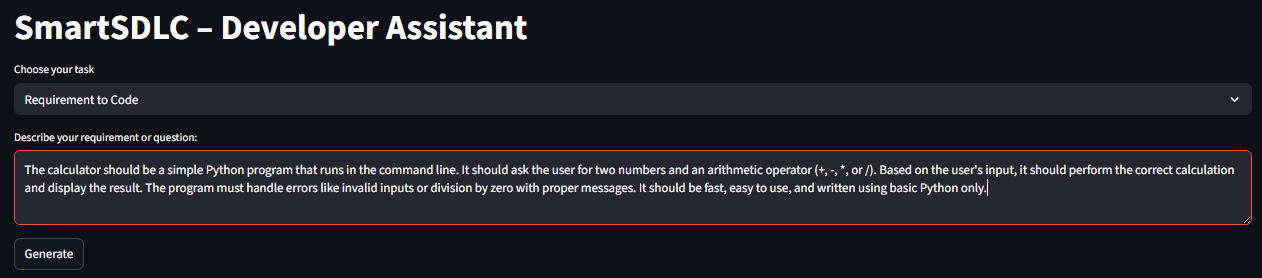 SmartSDLC – Developer Assistant
Choose your task
Requirement to Code
Describe your requirement or question:
The calculator should be a simple Python program that runs in the command line. It should ask the user for two numbers and an arithmetic operator (+, -, *, or /). Based on the user's input, it should perform the correct calculation
and display the result. The program must handle errors like invalid inputs or division by zero with proper messages. It should be fast, easy to use, and written using basic Python only.
Generate